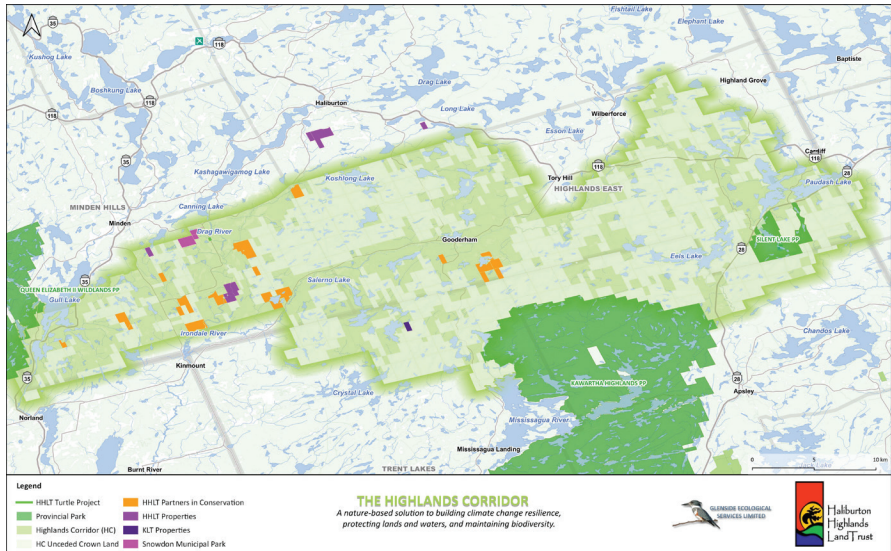 35
118
Fishtail Lake
Elephant Lake
Kushog Lake
Baptiste
Boshkung Lake
Drag Lake
Highland Grove
118
118
Haliburton
Long Lake
Wilberforce
Esson Lake
35
Cardiff
118
118
28
Kashagawigamog Lake
Koshlong Lake
Tory Hill
Paudash Lake
HIGHLANDS EAST
Canning Lake
MINDEN HILLS
Minden
Drag River
Gooderham
SILENT LAKE PP
28
Eels Lake
35
Salerno Lake
QUEEN ELIZABETH II WILDLANDS PP
Gull Lake
Irondale River
Chandos Lake
Kinmount
35
28
KAWARTHA HIGHLANDS PP
Crystal Lake
Apsley
Norland
Mississagua River
Mississagua Landing
0 5 10 km
Burnt River
TRENT LAKES
Jack Lake
Legend
HHLT Turtle Project
Provincial Park
Highlands Corridor (HC)
HC Unceded Crown Land
HHLT Partners in Conservation
HHLT Properties
KLT Properties
Snowdon Municipal Park
THE HIGHLANDS CORRIDOR
A nature-based solution to building climate change resilience,
protecting lands and waters, and maintaining biodiversity.
GLENSIDE ECOLOGICAL
SERVICES LIMITED
Haliburton
Highlands
Land Trust